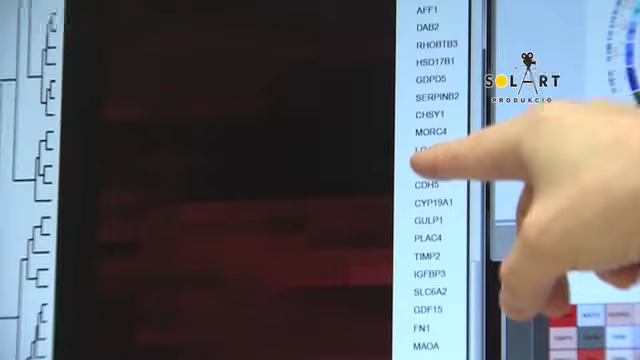 AFF1
DAB2
RHOBTB3
HSD17B1
GDPD5
SERPINB2
CHSY1
MORC4
CDH5
CYP19A1
GULP1
PLAC4
TIMP2
IGFBP3
SLC6A2
GDF15
FN1
MAOA
SOLART
PRODUKCIÓ